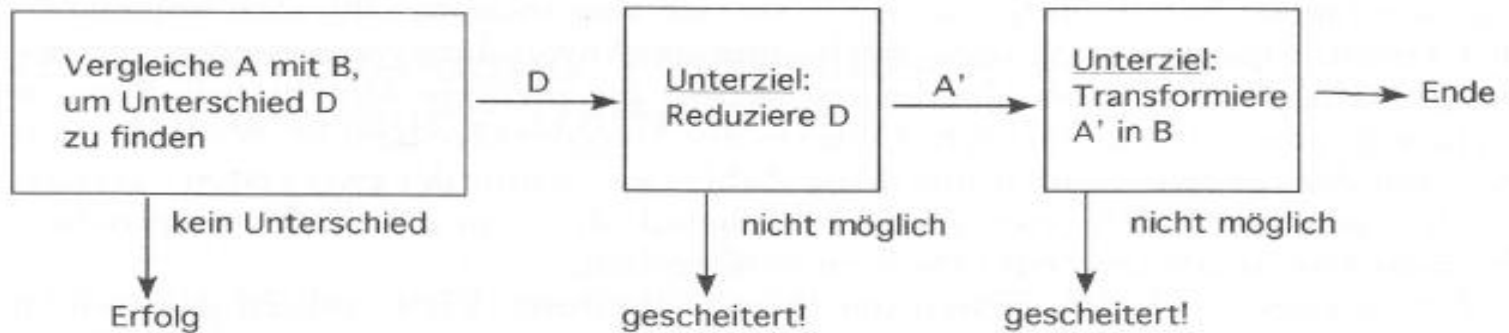 Vergleiche A mit B,
um Unterschied D
zu finden
D
Unterziel:
Reduziere D
A'
Unterziel:
Transformiere
A' in B
Ende
kein Unterschied
nicht möglich
nicht möglich
Erfolg
gescheitert!
gescheitert!